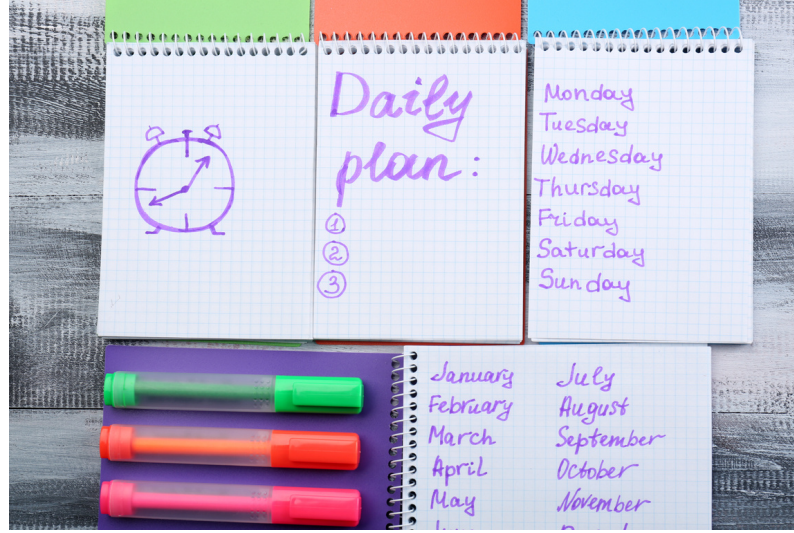 Daily
plan:
1
2
3
Monday
Tuesday
Wednesday
Thursday
Friday
Saturday
Sunday
January
February
March
April
May
July
August
September
October
November